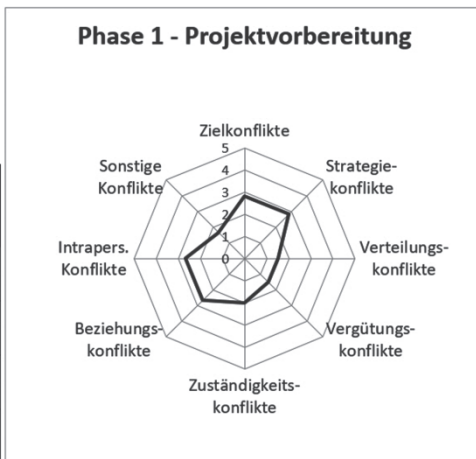 Phase 1 - Projektvorbereitung
Zielkonflikte
5
4
3
2
1
0
Strategie-
konflikte
Verteilungs-
konflikte
Vergütungs-
konflikte
Zuständigkeits-
konflikte
Beziehungs-
konflikte
Intrapers.
Konflikte
Sonstige
Konflikte